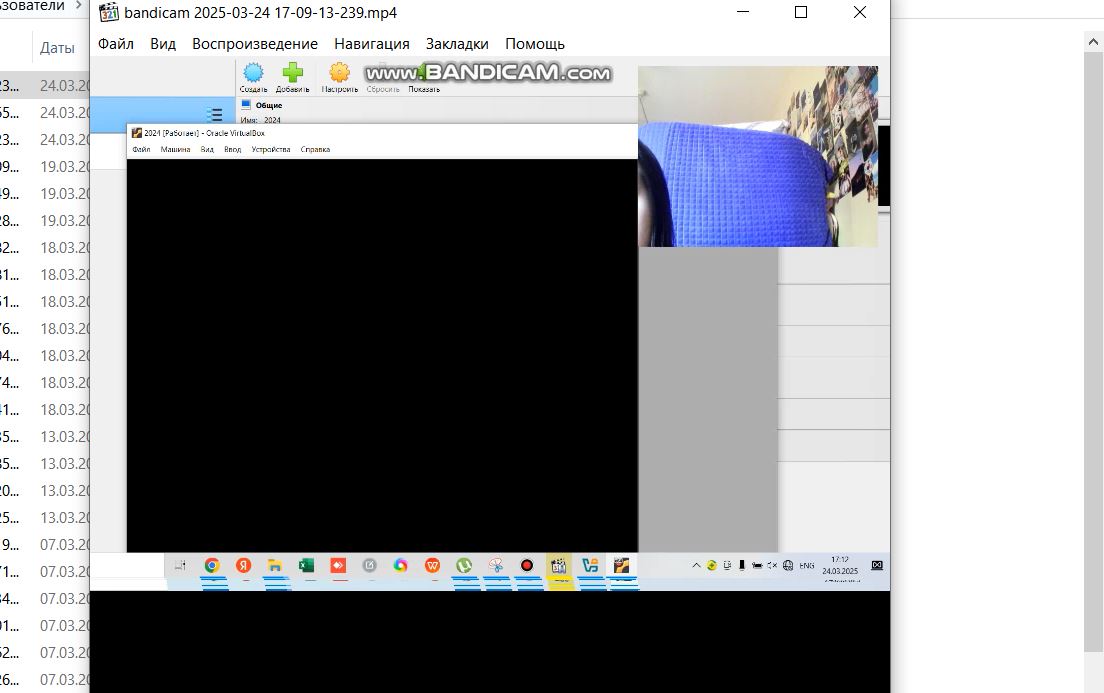 bandicam 2025-03-24 17-09-13-239.mp4
Файл Вид Воспроизведение Навигация Закладки Помощь
Даты
www.BANDICAM.com
Создать Добавить Настроить Сбросить Показать
Общие
Имя: 2024
2024 [Работает] - Oracle VirtualBox
Файл Машина Вид Ввод Устройства Справка
23... 24.03.20
55... 24.03.20
23... 24.03.20
09... 19.03.20
49... 19.03.20
28... 19.03.20
32... 18.03.20
31... 18.03.20
51... 18.03.20
76... 18.03.20
04... 18.03.20
74... 18.03.20
41... 18.03.20
35... 13.03.20
35... 13.03.20
20... 13.03.20
25... 13.03.20
9... 07.03.20
71... 07.03.20
34... 07.03.20
01... 07.03.20
52... 07.03.20
26... 07.03.20
ENG
17:12
24.03.2025